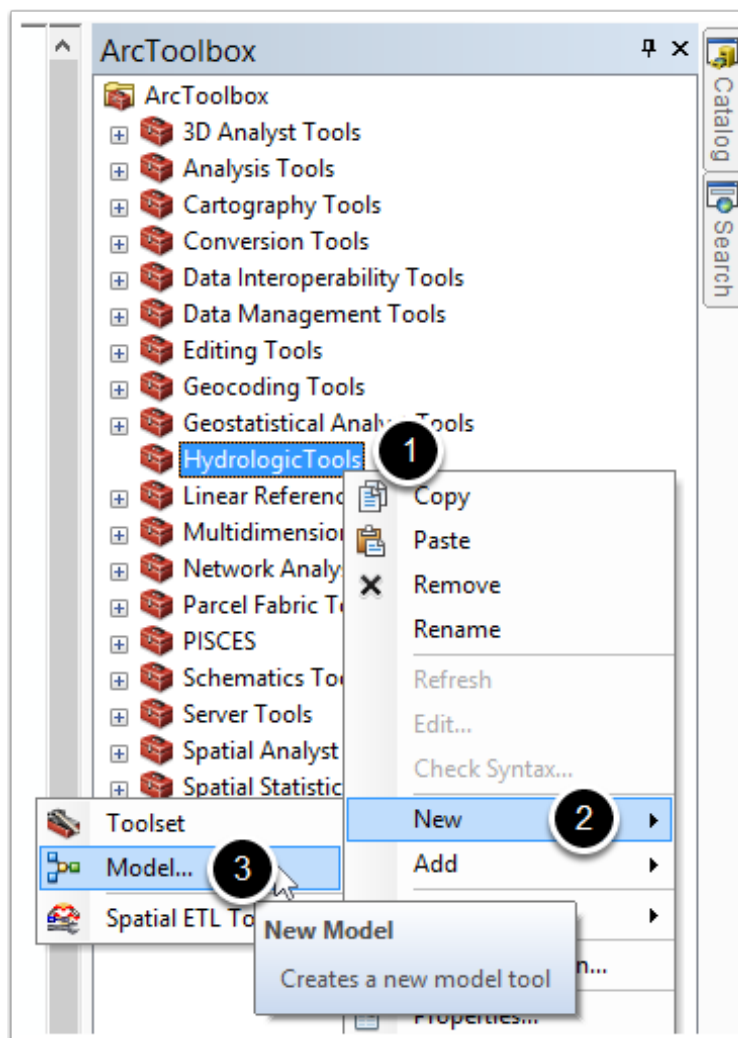 ArcToolbox
ArcToolbox
3D Analyst Tools
Analysis Tools
Cartography Tools
Conversion Tools
Data Interoperability Tools
Data Management Tools
Editing Tools
Geocoding Tools
Geostatistical Analy Tools
HydrologicTools
1
Linear Referenc
Multidimension
Network Analy
Parcel Fabric To
PISCES
Schematics Too
Server Tools
Spatial Analyst
Spatial Statistic
Copy
Paste
Remove
Rename
Refresh
Edit...
Check Syntax...
New
2
Add
n...
Properties...
Toolset
Model...
3
Spatial ETL To
New Model
Creates a new model tool
Catalog
Search